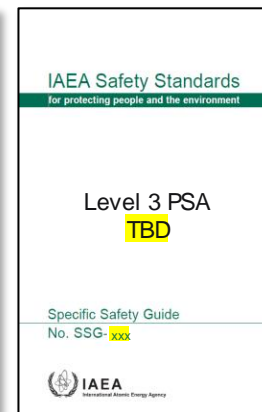 IAEA Safety Standards
for protecting people and the environment
Level 3 PSA
TBD
Specific Safety Guide
No. SSG- xxx
IAEA
International Atomic Energy Agency